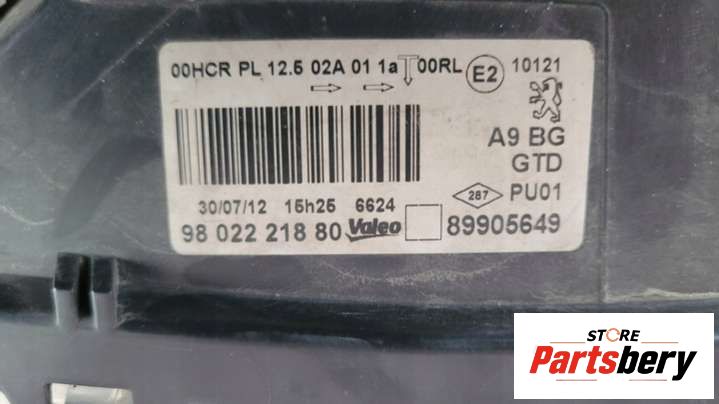 00HCR PL 12.5 02A 01 1a 00RL E2 10121
A9 BG
GTD
287 PU01
30/07/12 15h25 6624
98 022 218 80 Valeo 89905649
STORE
Partsbery